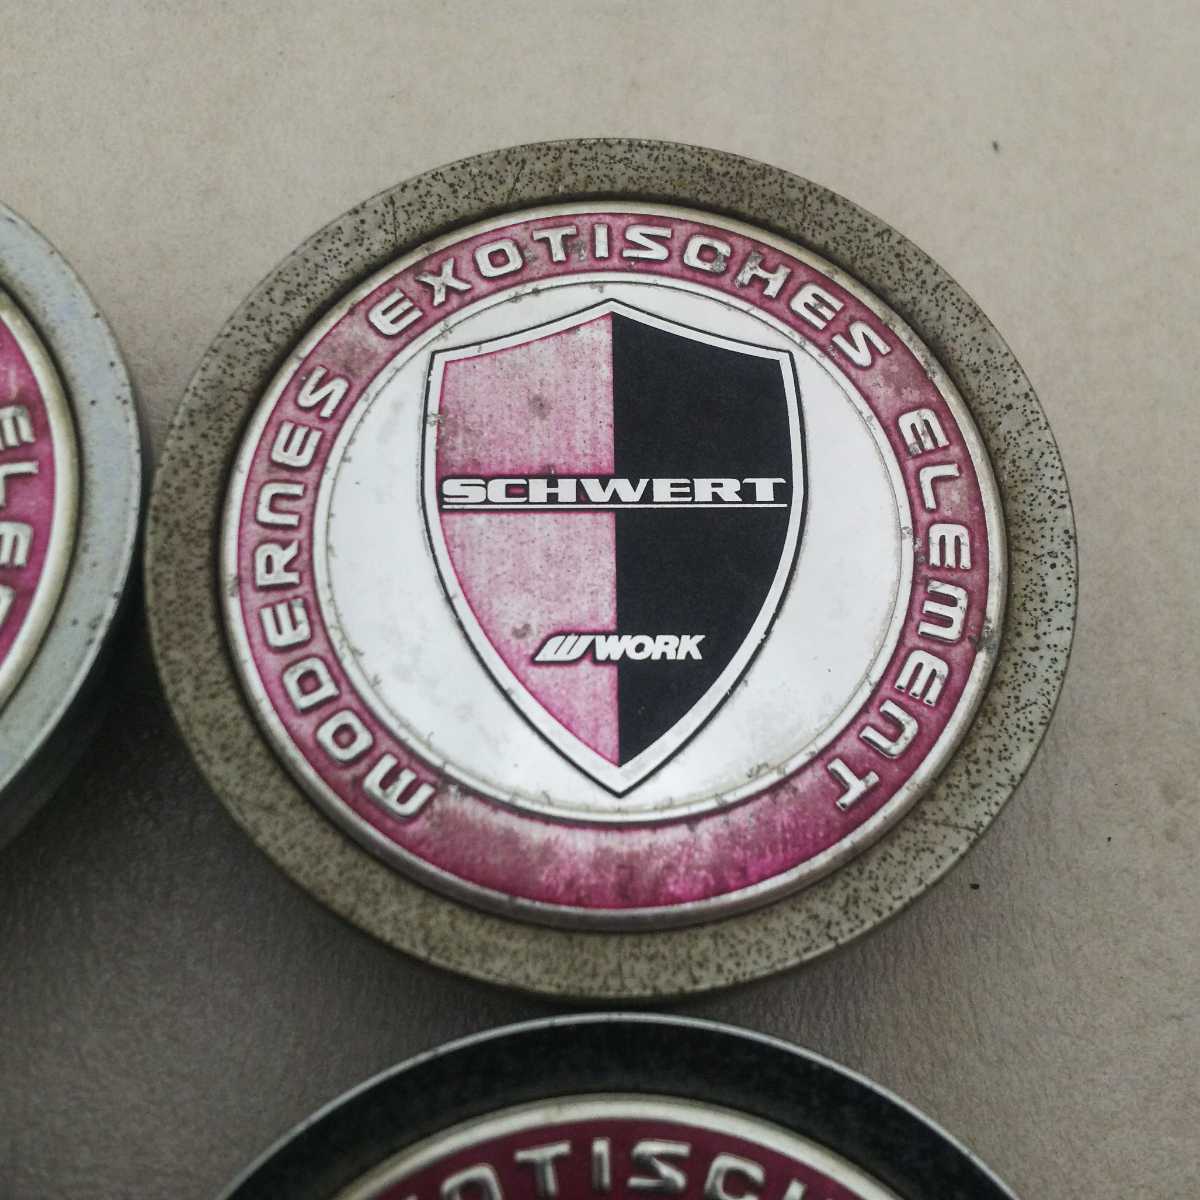 MODERNES EXOTISCHES ELEMENT
SCHWERT
WORK